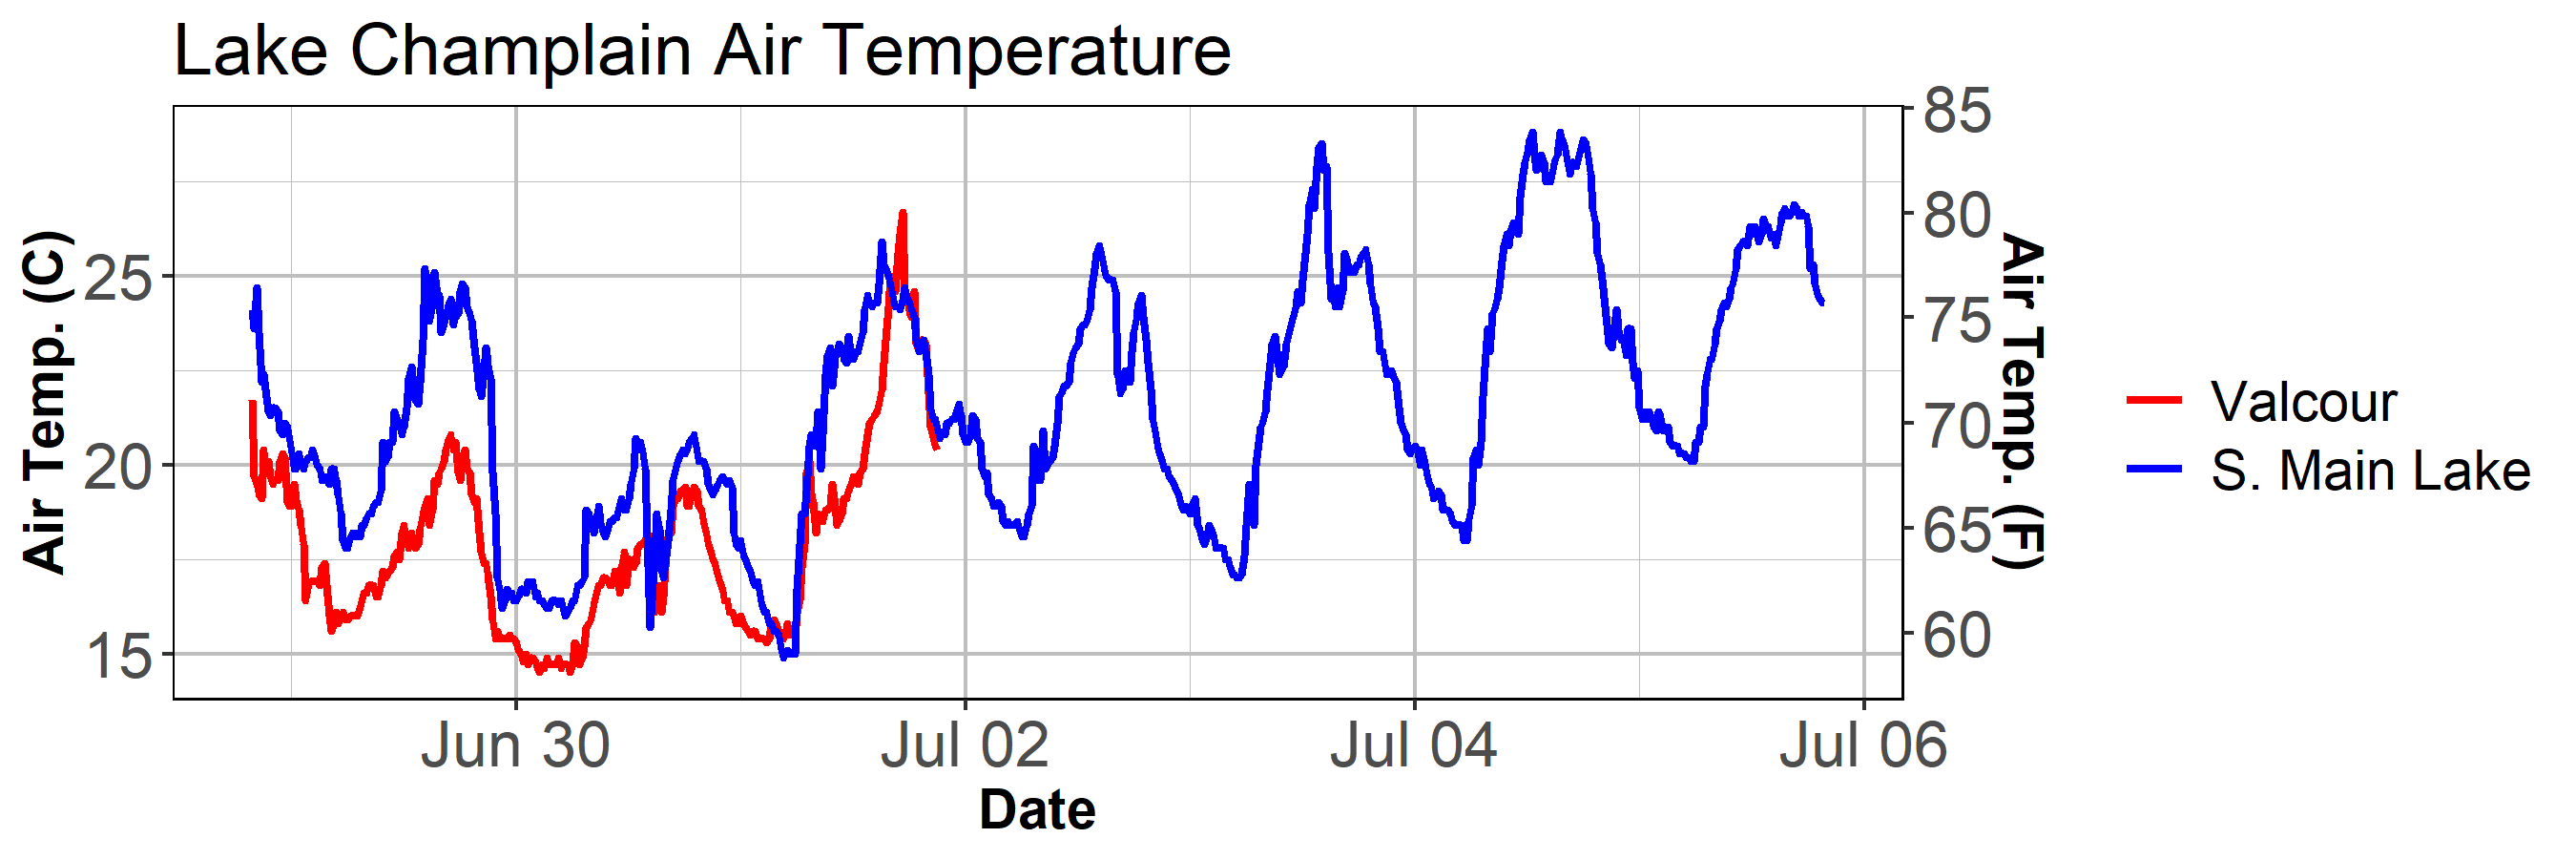 Lake Champlain Air Temperature
Air Temp. (C)
25
20
15
85
80
75
70
65
60
Air Temp. (F)
Jun 30
Jul 02
Jul 04
Jul 06
Date
Valcour
S. Main Lake